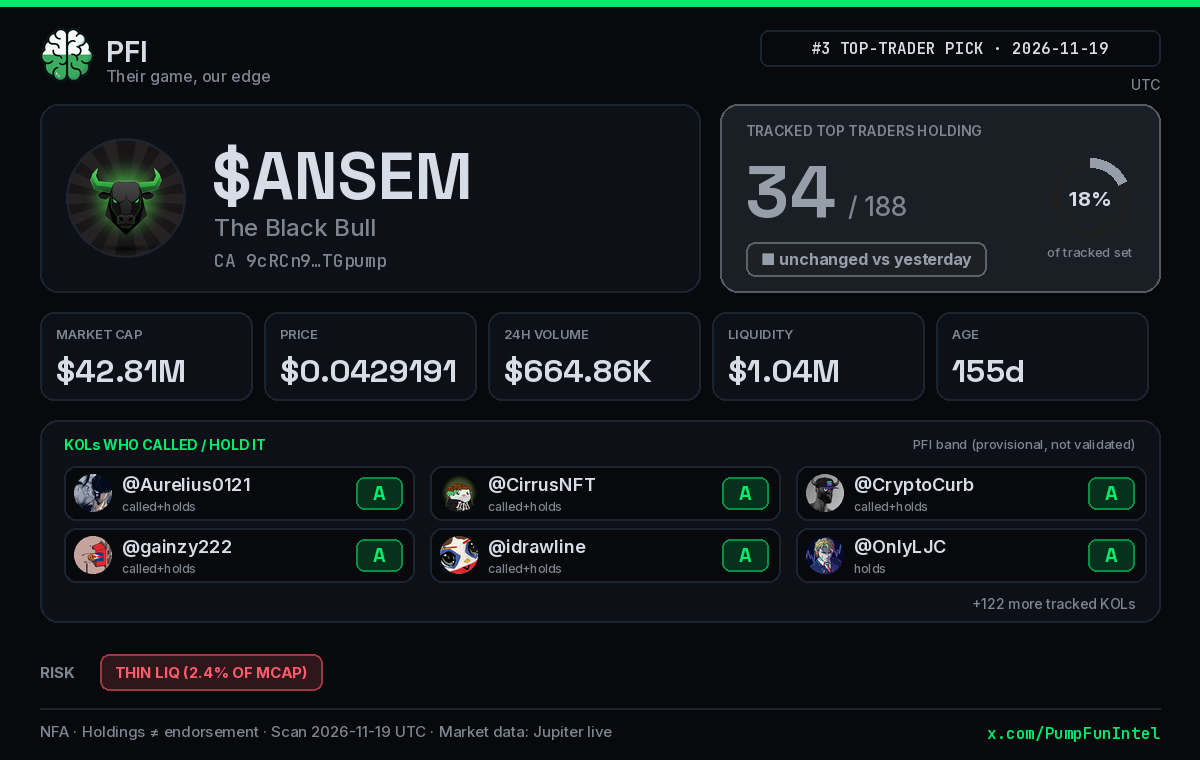 PFI
Their game, our edge
#3 TOP-TRADER PICK · 2026-11-19
UTC
$ANSEM
The Black Bull
CA 9cRCn9…TGpump
TRACKED TOP TRADERS HOLDING
34 / 188
■ unchanged vs yesterday
18%
of tracked set
MARKET CAP
$42.81M
PRICE
$0.0429191
24H VOLUME
$664.86K
LIQUIDITY
$1.04M
AGE
155d
KOLs WHO CALLED / HOLD IT
PFI band (provisional, not validated)
@Aurelius0121
called+holds
A
@CirrusNFT
called+holds
A
@CryptoCurb
called+holds
A
@gainzy222
called+holds
A
@idrawline
called+holds
A
@OnlyLJC
holds
A
+122 more tracked KOLs
RISK
THIN LIQ (2.4% OF MCAP)
NFA · Holdings ≠ endorsement · Scan 2026-11-19 UTC · Market data: Jupiter live
x.com/PumpFunIntel